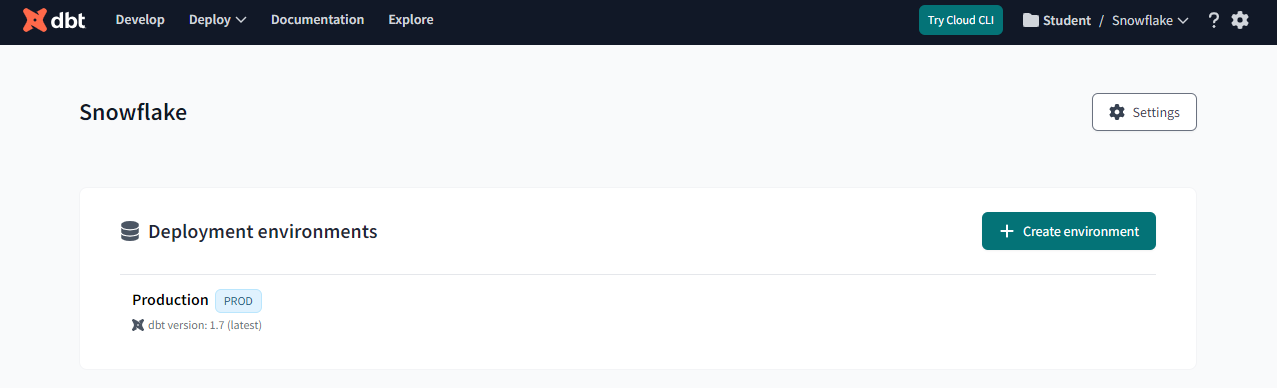 dbt Develop Deploy Documentation Explore Try Cloud CLI Student / Snowflake ?
Snowflake Settings
Deployment environments + Create environment
Production PROD
dbt version: 1.7 (latest)